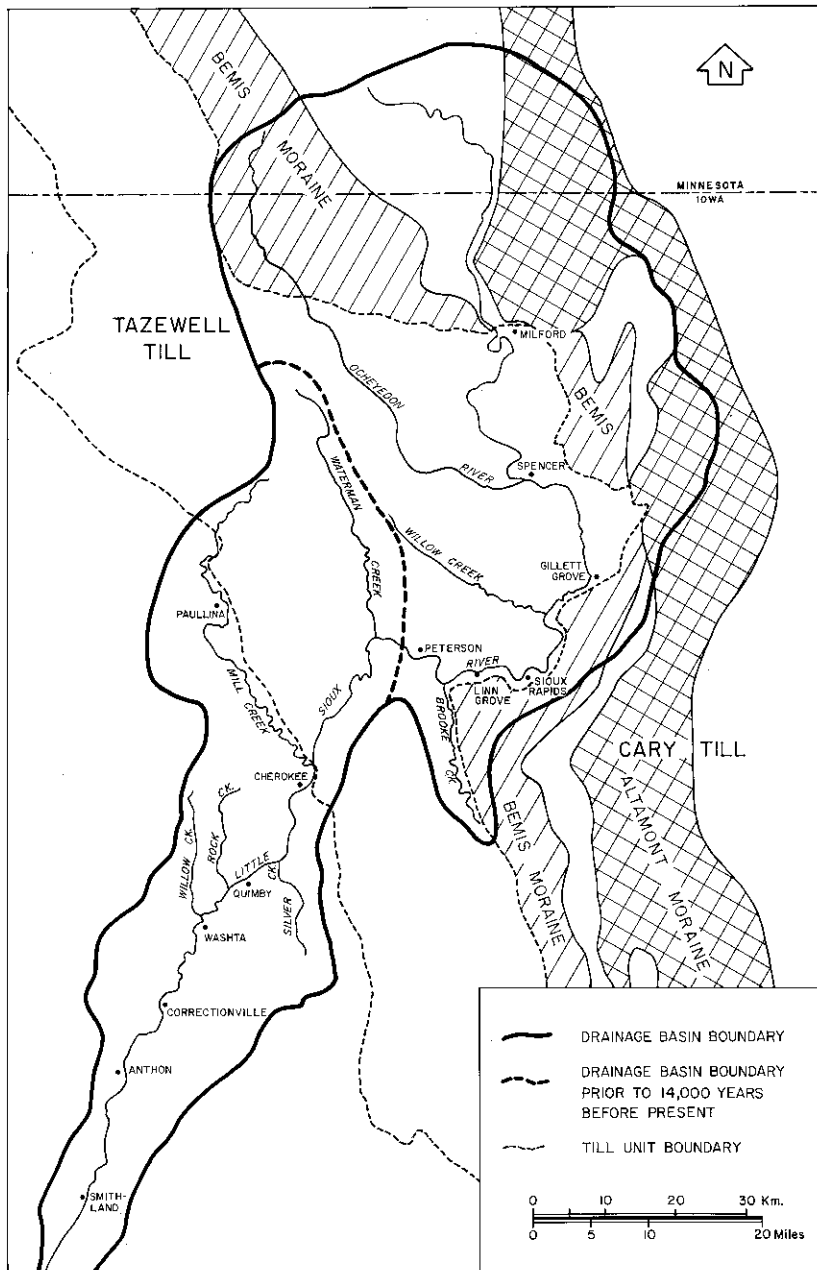 N
BEMIS
MORAINE
MINNESOTA
IOWA
TAZEWELL
TILL
MILFORD
OCHEYEDON
RIVER
BEMIS
SPENCER
WATERMAN
CREEK
WILLOW CREEK
GILLETT
GROVE
PAULLINA
PETERSON
RIVER
LINN
GROVE
SIOUX
RAPIDS
MILL CREEK
SIOUX
BROOKE
CK.
CHEROKEE
CARY TILL
ALTAMONT
MORAINE
BEMIS
MORAINE
WILLOW CK.
ROCK
CK.
LITTLE
QUIMBY
SILVER
CK.
WASHTA
CORRECTIONVILLE
ANTHON
SMITH-
LAND
DRAINAGE BASIN BOUNDARY
DRAINAGE BASIN BOUNDARY
PRIOR TO 14,000 YEARS
BEFORE PRESENT
TILL UNIT BOUNDARY
0 10 20 30 Km.
0 5 10 20 Miles